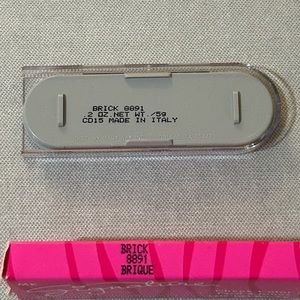 BRICK 8891
.2 OZ.NET WT./5g
CD15 MADE IN ITALY
BRICK
8891
BRIQUE